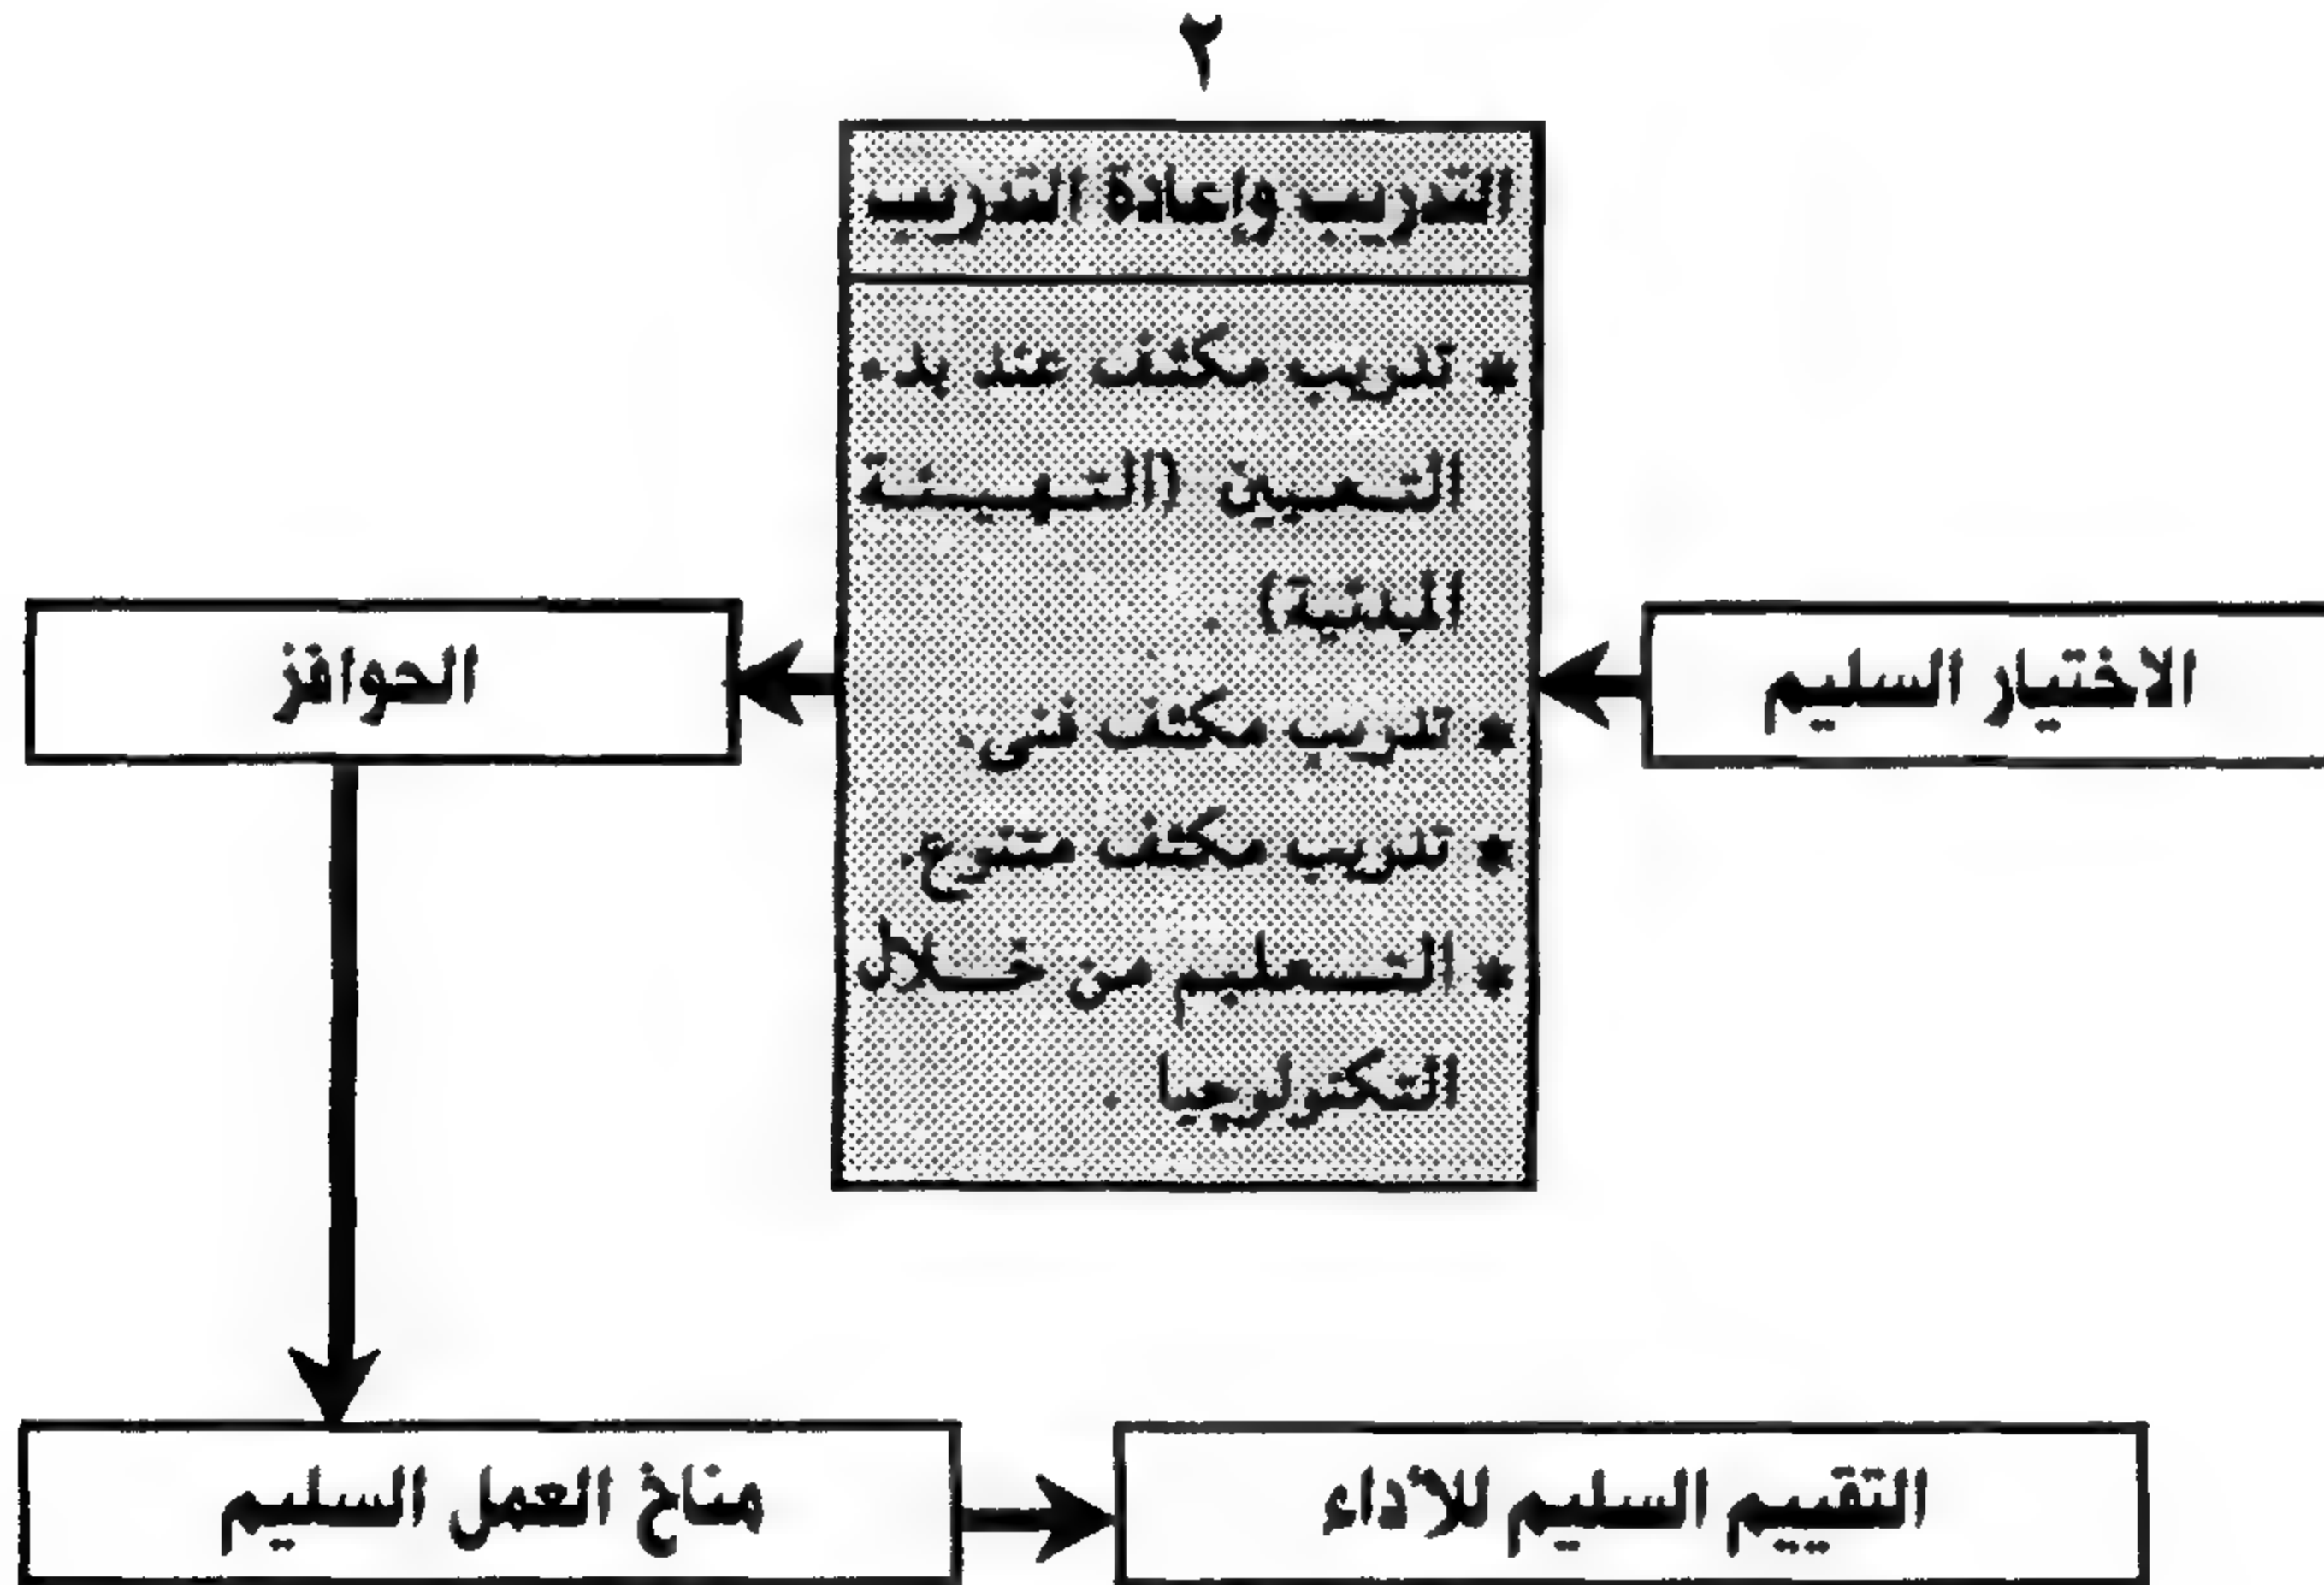 ٢
التدريب وإعادة التدريب
* تدريب مكثف عند بدء
التعيين (التهيئة
المبدئية) .
* تدريب مكثف فنى.
* تدريب مكثف متنوع.
* التعليم من خلال
التكنولوجيا .
الاختيار السليم
الحوافز
مناخ العمل السليم
التقييم السليم للأداء